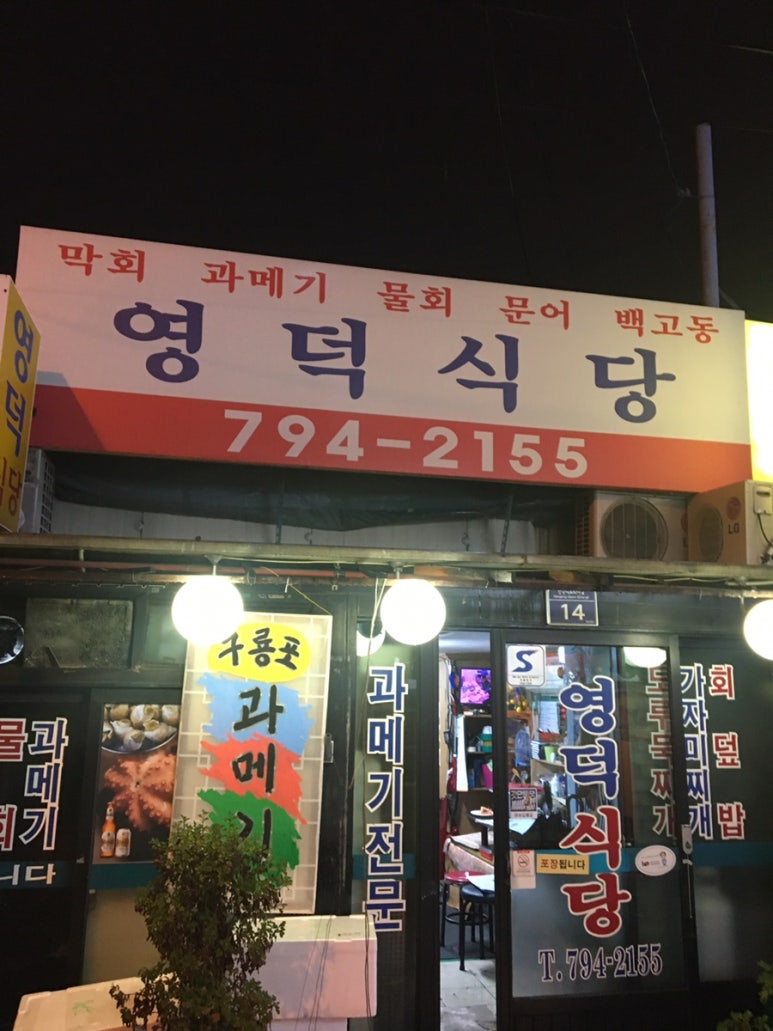 막회 과메기 물회 문어 백고동
영덕식당
794-2155
영덕식당
14
구룡포
과메기
과메기전문
S
영덕식당
T.794-2155
포장됩니다
도루묵찌개
가자미찌개
회덮밥
물회
과메기
니다
LG
LG